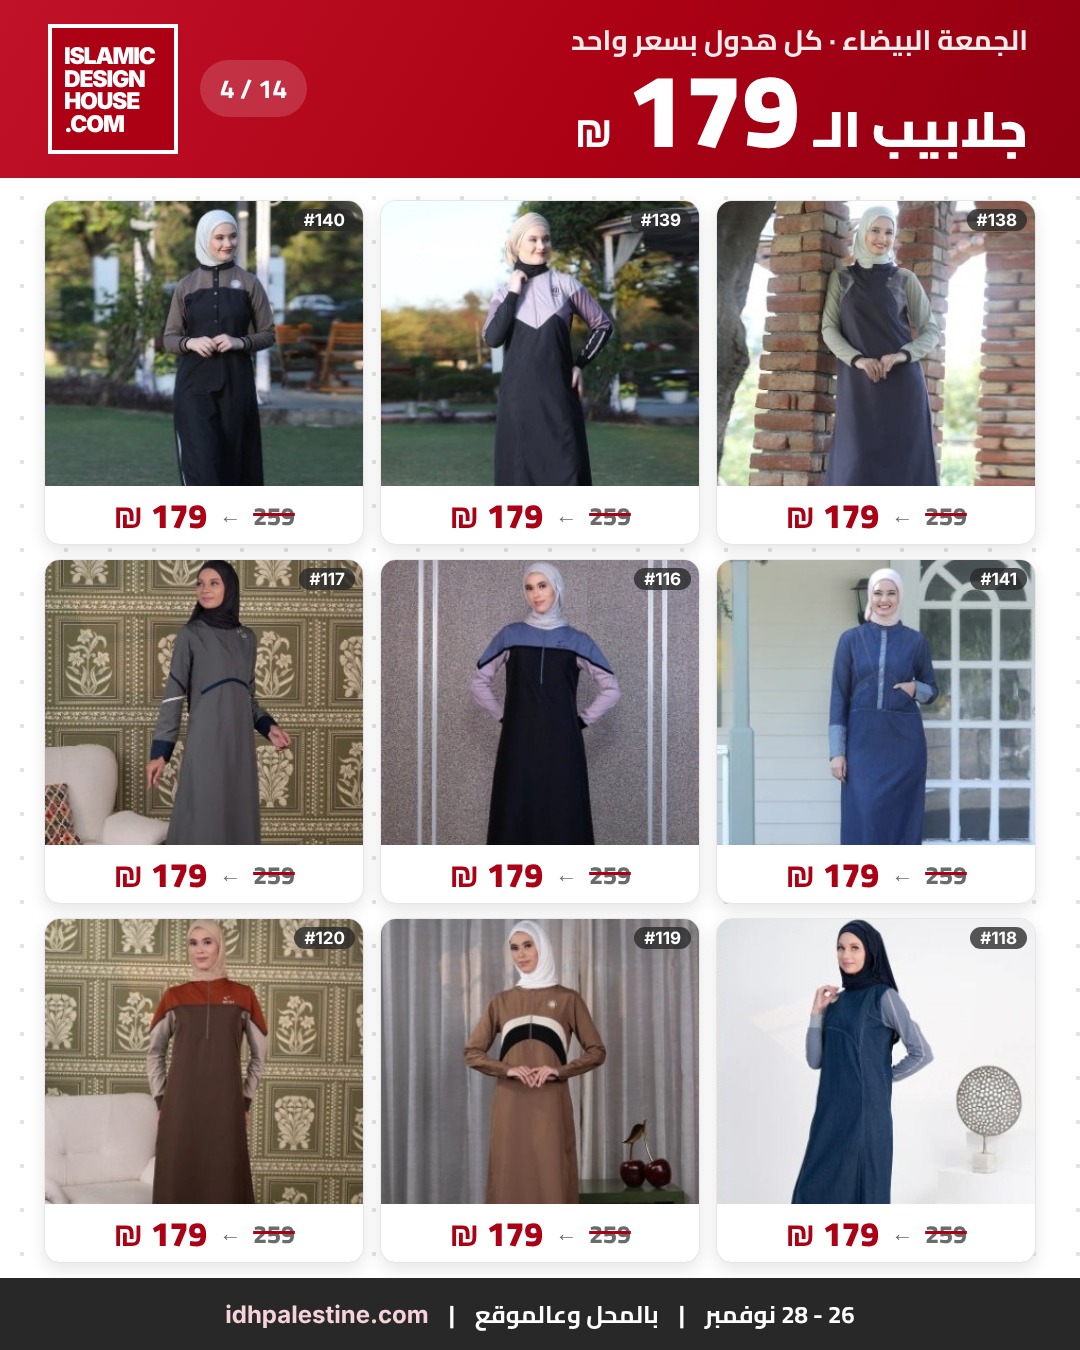 ISLAMIC
DESIGN
HOUSE
.COM
4 / 14
الجمعة البيضاء · كل هدول بسعر واحد
جلابيب الـ 179 ₪
#138
259 ← 179 ₪
#139
259 ← 179 ₪
#140
259 ← 179 ₪
#141
259 ← 179 ₪
#116
259 ← 179 ₪
#117
259 ← 179 ₪
#118
259 ← 179 ₪
#119
259 ← 179 ₪
#120
259 ← 179 ₪
26 - 28 نوفمبر | بالمحل وعالموقع | idhpalestine.com